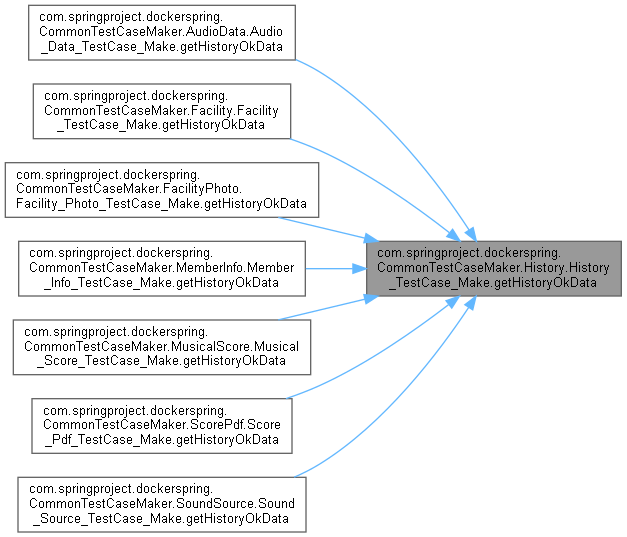 com.springproject.dockerspring.
CommonTestCaseMaker.AudioData.Audio
_Data_TestCase_Make.getHistoryOkData
com.springproject.dockerspring.
CommonTestCaseMaker.Facility.Facility
_TestCase_Make.getHistoryOkData
com.springproject.dockerspring.
CommonTestCaseMaker.FacilityPhoto.
Facility_Photo_TestCase_Make.getHistoryOkData
com.springproject.dockerspring.
CommonTestCaseMaker.History.History
_TestCase_Make.getHistoryOkData
com.springproject.dockerspring.
CommonTestCaseMaker.MemberInfo.Member
_Info_TestCase_Make.getHistoryOkData
com.springproject.dockerspring.
CommonTestCaseMaker.MusicalScore.Musical
_Score_TestCase_Make.getHistoryOkData
com.springproject.dockerspring.
CommonTestCaseMaker.ScorePdf.Score
_Pdf_TestCase_Make.getHistoryOkData
com.springproject.dockerspring.
CommonTestCaseMaker.SoundSource.Sound
_Source_TestCase_Make.getHistoryOkData